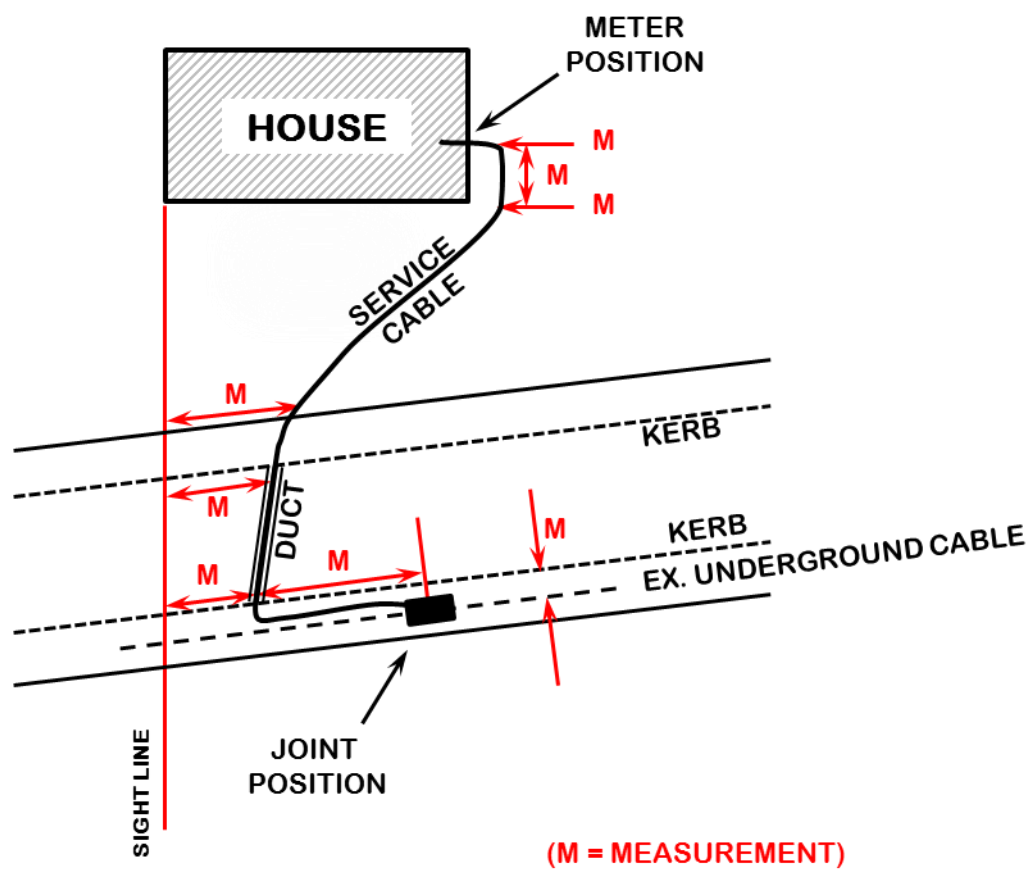 METER
POSITION
HOUSE
M
M
M
SERVICE
CABLE
M
KERB
M
DUCT
M
M
M
KERB
EX. UNDERGROUND CABLE
JOINT
POSITION
SIGHT LINE
(M = MEASUREMENT)